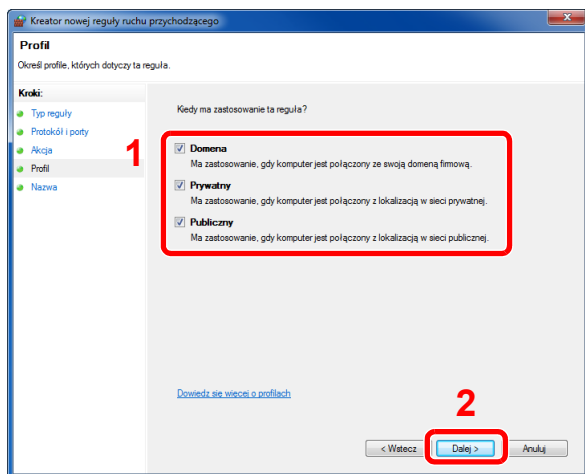 Kreator nowej reguły ruchu przychodzącego
Profil
Określ profile, których dotyczy ta reguła.
Kroki:
Typ reguły
Protokół i porty
Akcja
Profil
Nazwa
Kiedy ma zastosowanie ta reguła?
1
Domena
Ma zastosowanie, gdy komputer jest połączony ze swoją domeną firmową.
Prywatny
Ma zastosowanie, gdy komputer jest połączony z lokalizacją w sieci prywatnej.
Publiczny
Ma zastosowanie, gdy komputer jest połączony z lokalizacją w sieci publicznej.
Dowiedz się więcej o profilach
2
< Wstecz
Dalej >
Anuluj